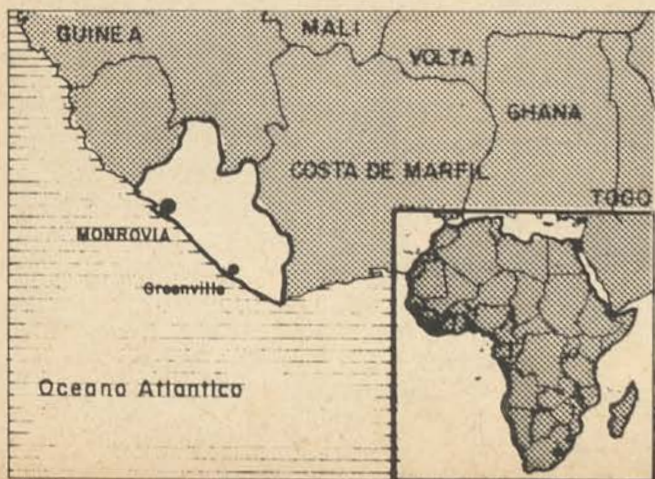 GUINEA
MALI
VOLTA
GHANA
COSTA DE MARFIL
TOGO
MONROVIA
Greenville
Oceano Atlantico